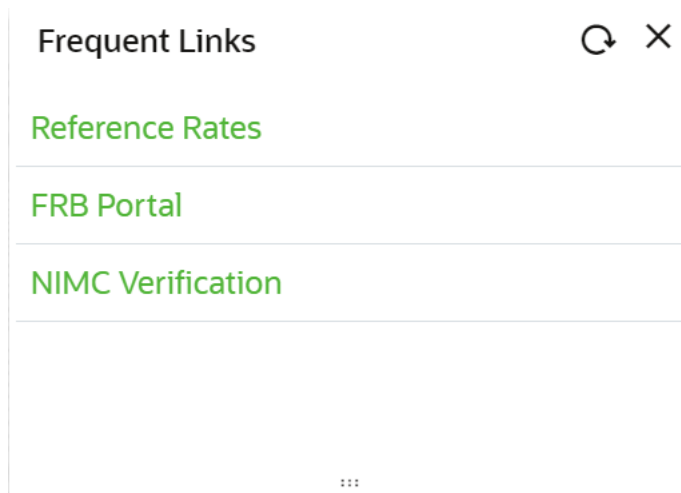 Frequent Links
Reference Rates
FRB Portal
NIMC Verification